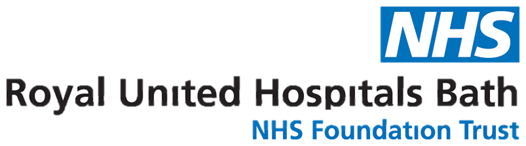 NHS
Royal United Hospitals Bath
NHS Foundation Trust